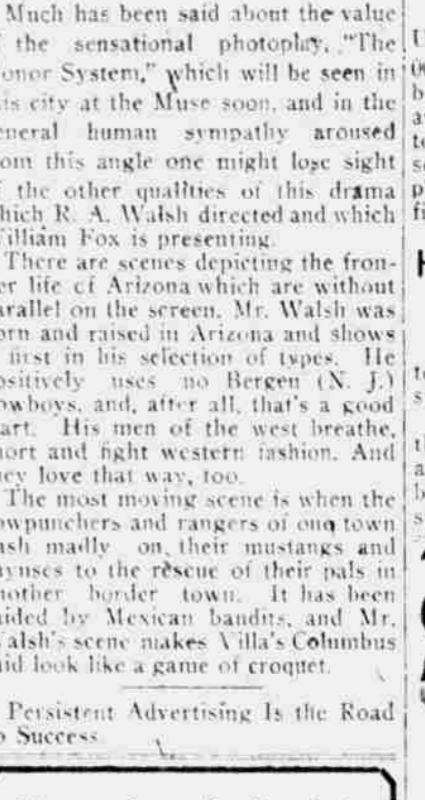 Much has been said about the value
the sensational photoplay, "The
onor System," which will be seen in
is city at the Muse soon, and in the
eneral human sympathy aroused
om this angle one might lose sight
the other qualities of this drama
hich R. A. Walsh directed and which
illiam Fox is presenting.
There are scenes depicting the fron-
er life of Arizona which are without
arallel on the screen. Mr. Walsh was
orn and raised in Arizona and shows
first in his selection of types. He
ositively uses no Bergen (N. J.)
owboys, and, after all, that's a good
art. His men of the west breathe,
nort and fight western fashion. And
ey love that way, too.
The most moving scene is when the
owpunchers and rangers of one town
ash madly on their mustangs and
ayuses to the rescue of their pals in
nother border town. It has been
aided by Mexican bandits, and Mr.
alsh's scene makes Villa's Columbus
aid look like a game of croquet.
Persistent Advertising Is the Road
o Success